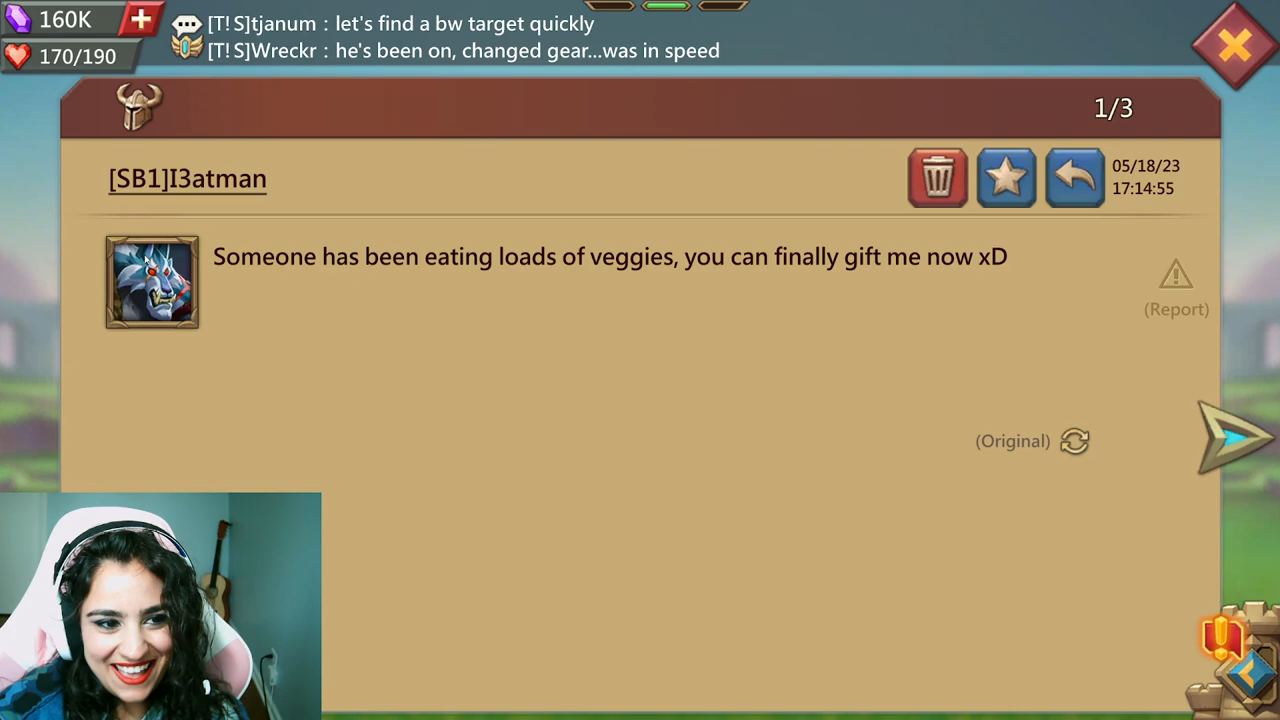 160K
[T!S]tjanum : let's find a bw target quickly
170/190
[T!S]Wreckr : he's been on, changed gear...was in speed
1/3
[SB1]I3atman
05/18/23
17:14:55
Someone has been eating loads of veggies, you can finally gift me now xD
(Report)
(Original)